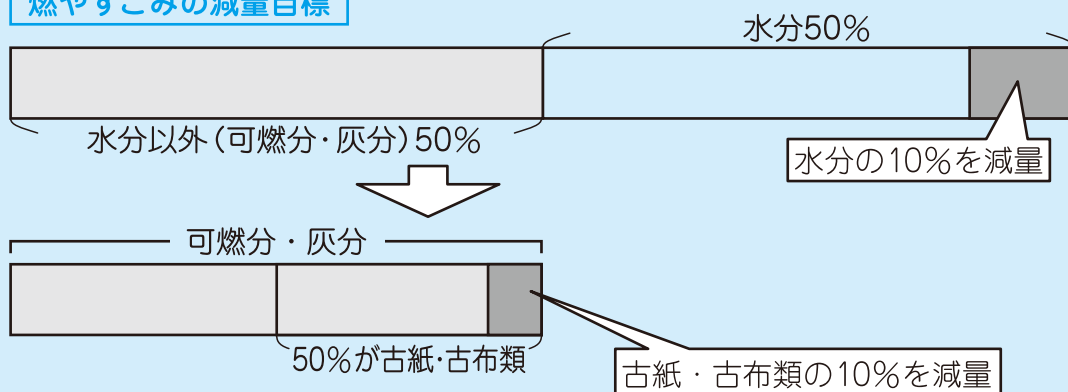 燃やすごみの減量目標
水分50%
水分以外(可燃分・灰分)50%
水分の10%を減量
可燃分・灰分
50%が古紙・古布類
古紙・古布類の10%を減量